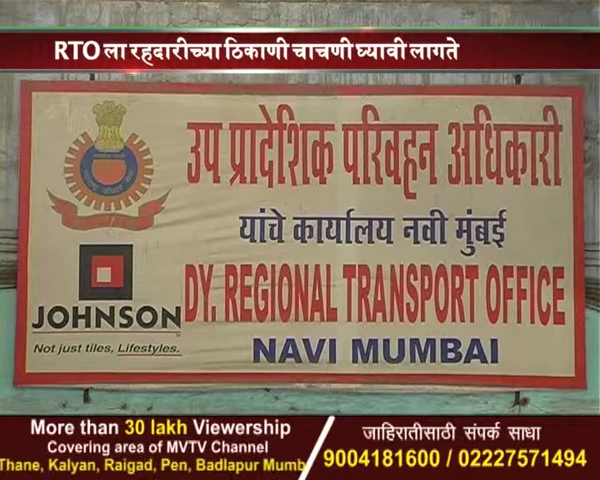 RTO ला रहदारीच्या ठिकाणी चाचणी घ्यावी लागते
उप प्रादेशिक परिवहन अधिकारी
यांचे कार्यालय नवी मुंबई
DY. REGIONAL TRANSPORT OFFICE
NAVI MUMBAI
JOHNSON
Not just tiles, Lifestyles.
More than 30 lakh Viewership
Covering area of MVTV Channel
Thane, Kalyan, Raigad, Pen, Badlapur Mumb
जाहिरातीसाठी संपर्क साधा
9004181600 / 02227571494